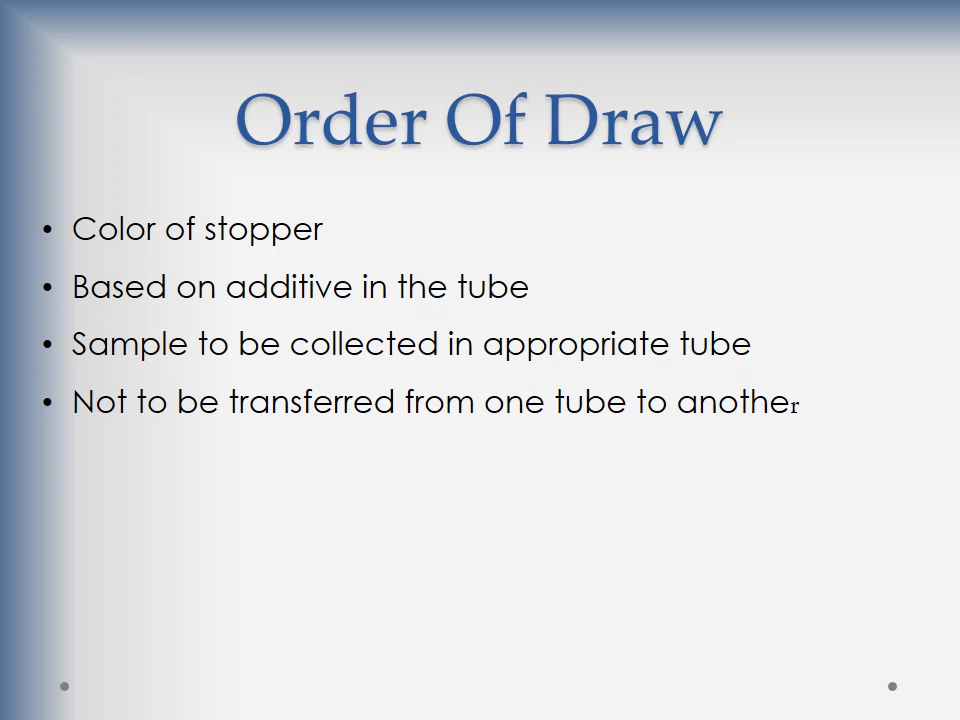 Order Of Draw
• Color of stopper
• Based on additive in the tube
• Sample to be collected in appropriate tube
• Not to be transferred from one tube to another